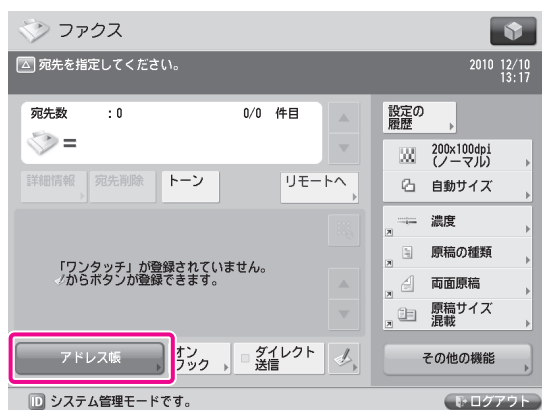 ファクス
宛先を指定してください。
2010 12/10
13:17
宛先数 :0 0/0 件目
=
詳細情報
宛先削除
トーン
リモートへ
「ワンタッチ」が登録されていません。
からボタンが登録できます。
アドレス帳
オン
フック
ダイレクト
送信
設定の
履歴
200x100dpi
(ノーマル)
自動サイズ
濃度
原稿の種類
両面原稿
原稿サイズ
混載
その他の機能
ID システム管理モードです。
ログアウト